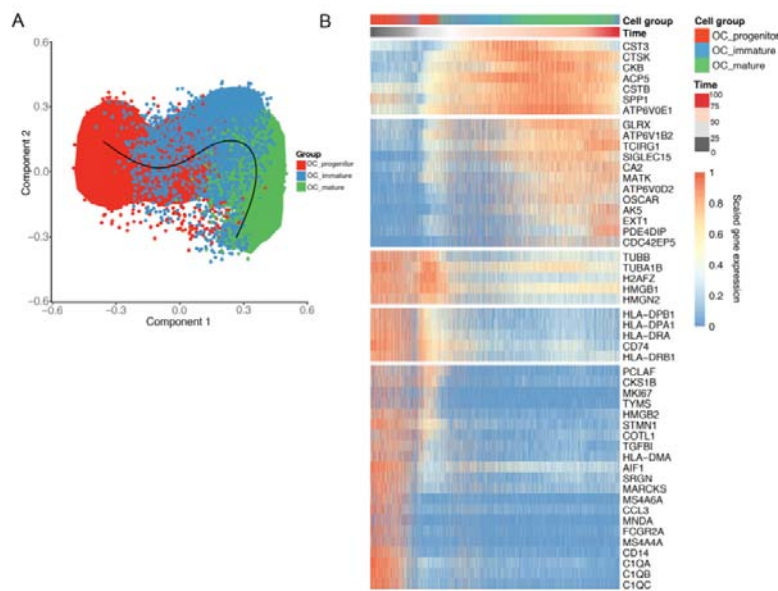 A
0.6
0.3
0.0
−0.3
−0.6
Component 2
−0.6
−0.3
0.0
0.3
0.6
Component 1
Group
OC_progenitor
OC_immature
OC_mature
B
Cell group
Time
CST3
CTSK
CKB
ACP5
CSTB
SPP1
ATP6V0E1
GLRX
ATP6V1B2
TCIRG1
SIGLEC15
CA2
MATK
ATP6V0D2
OSCAR
AK5
EXT1
PDE4DIP
CDC42EP5
TUBB
TUBA1B
H2AFZ
HMGB1
HMGN2
HLA−DPB1
HLA−DPA1
HLA−DRA
CD74
HLA−DRB1
PCLAF
CKS1B
MKI67
TYMS
HMGB2
STMN1
COTL1
TGFBI
HLA−DMA
AIF1
SRGN
MARCKS
MS4A6A
CCL3
MNDA
FCGR2A
MS4A4A
CD14
C1QA
C1QB
C1QC
Cell group
OC_progenitor
OC_immature
OC_mature
Time
100
75
50
25
0
1
0.8
0.6
0.4
0.2
0
Scaled gene expression